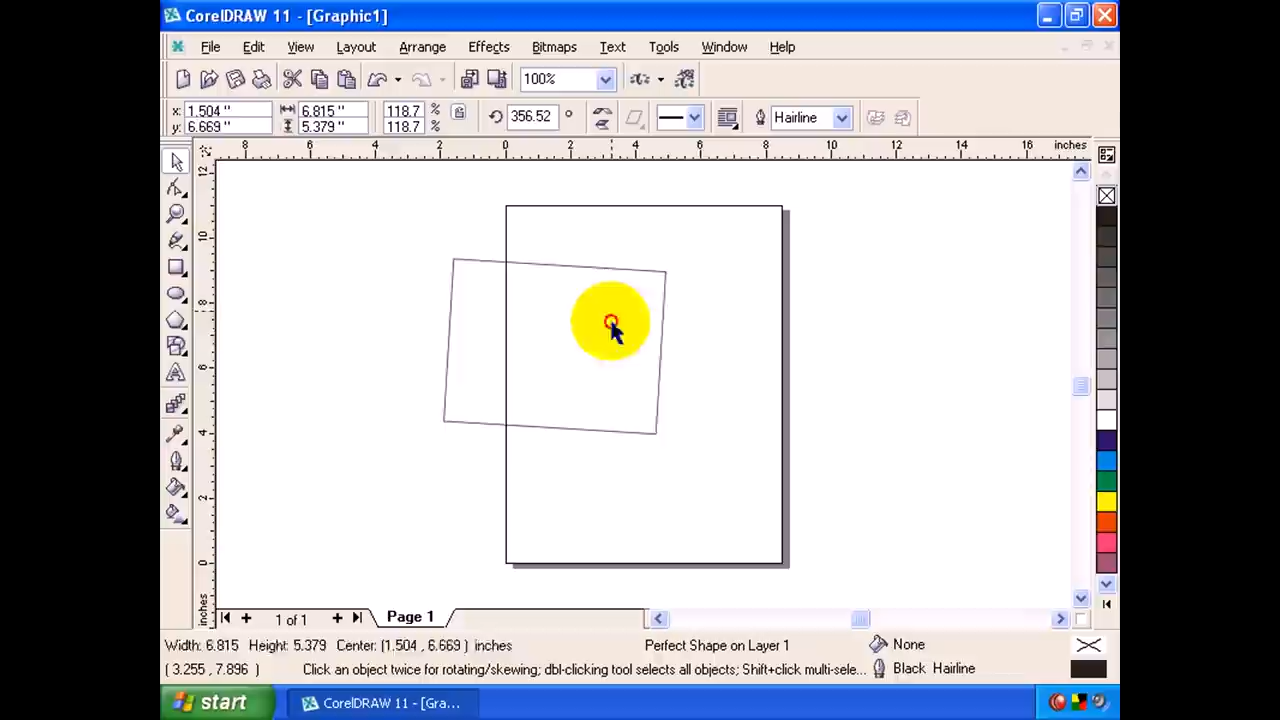 CorelDRAW 11 - [Graphic1]
File Edit View Layout Arrange Effects Bitmaps Text Tools Window Help
100%
x: 1.504 " 6.815 " 118.7 % 356.52 ° Hairline
y: 6.669 " 5.379 " 118.7 %
8 6 4 2 0 2 4 6 8 10 12 14 16 inches
12
10
8
6
4
2
0
inches
1 of 1 Page 1
Width: 6.815 Height: 5.379 Center: (1.504 , 6.669 ) inches Perfect Shape on Layer 1 None
( 3.255 , 7.896 ) Click an object twice for rotating/skewing; dbl-clicking tool selects all objects; Shift+click multi-sele... Black Hairline
start CorelDRAW 11 - [Gra...